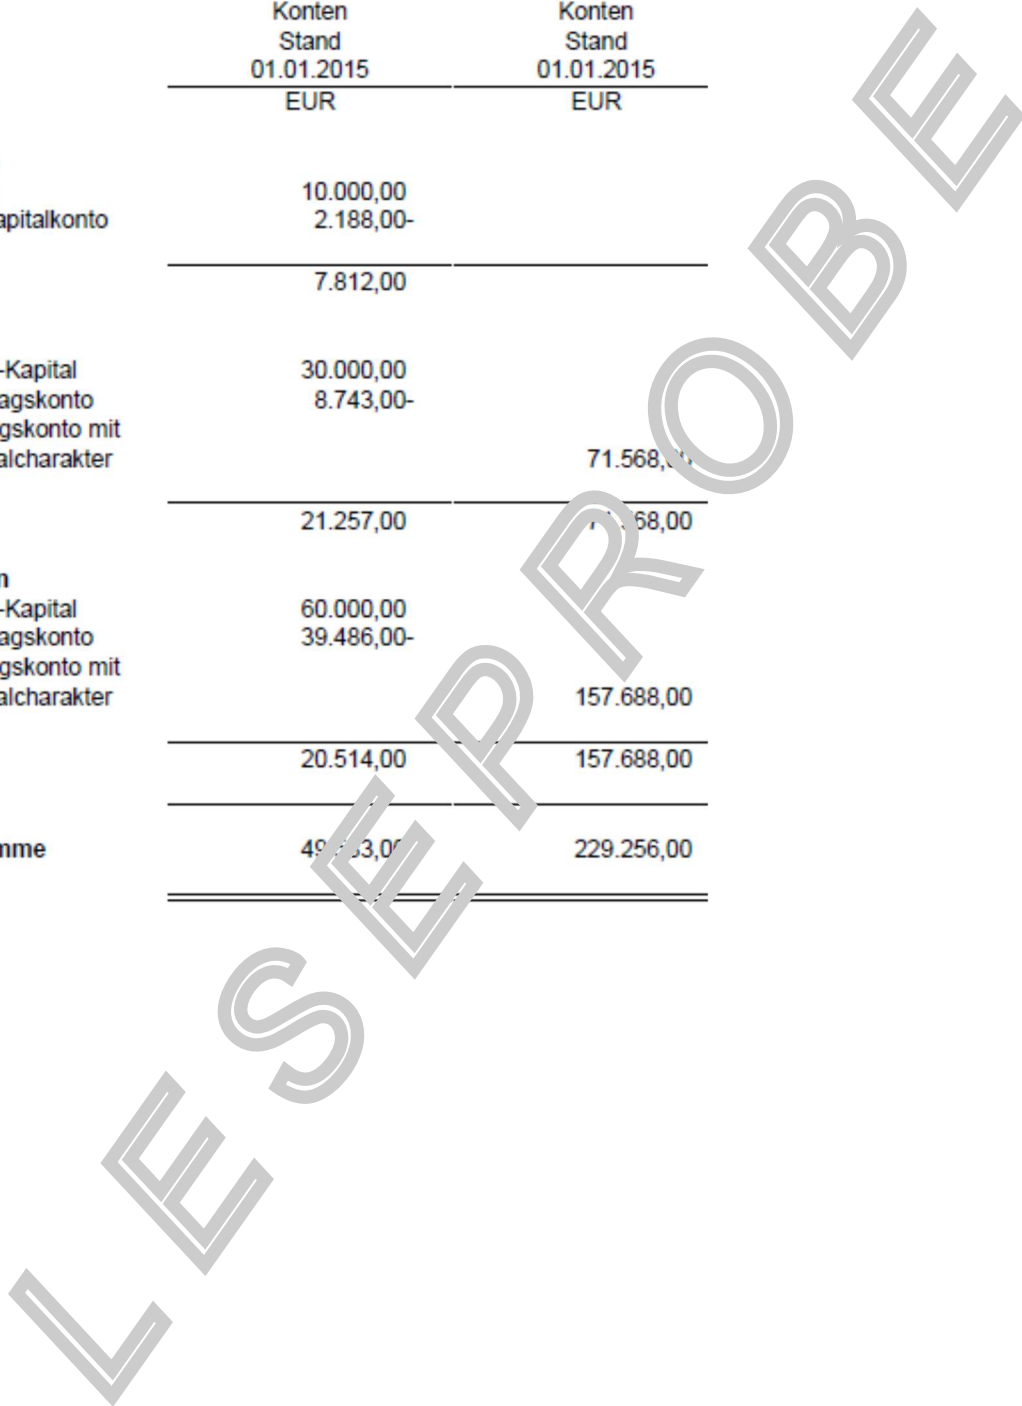 Konten Konten
Stand Stand
01.01.2015 01.01.2015
EUR EUR
10.000,00
apitalkonto 2.188,00-
7.812,00
-Kapital 30.000,00
agskonto 8.743,00-
gskonto mit
alcharakter
21.257,00
n
-Kapital 60.000,00
agskonto 39.486,00-
gskonto mit
alcharakter 157.688,00
20.514,00 157.688,00
mme 229.256,00
LESEPROBE